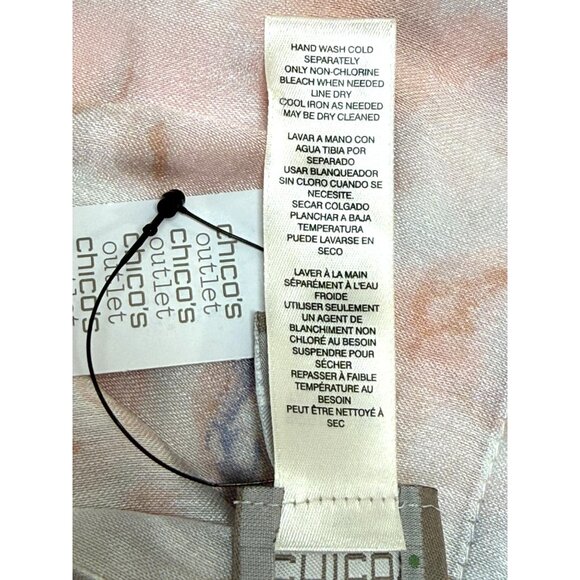 HAND WASH COLD
SEPARATELY
ONLY NON-CHLORINE
BLEACH WHEN NEEDED
LINE DRY
COOL IRON AS NEEDED
MAY BE DRY CLEANED
LAVAR A MANO CON
AGUA TIBIA POR
SEPARADO
USAR BLANQUEADOR
SIN CLORO CUANDO SE
NECESITE.
SECAR COLGADO
PLANCHAR A BAJA
TEMPERATURA
PUEDE LAVARSE EN
SECO
LAVER À LA MAIN
SÉPARÉMENT À L'EAU
FROIDE
UTILISER SEULEMENT
UN AGENT DE
BLANCHIMENT NON
CHLORÉ AU BESOIN
SUSPENDRE POUR
SÉCHER
REPASSER À FAIBLE
TEMPÉRATURE AU
BESOIN
PEUT ÊTRE NETTOYÉ À
SEC
chico's
outlet
chico's
outlet
chico's
outlet
chico's